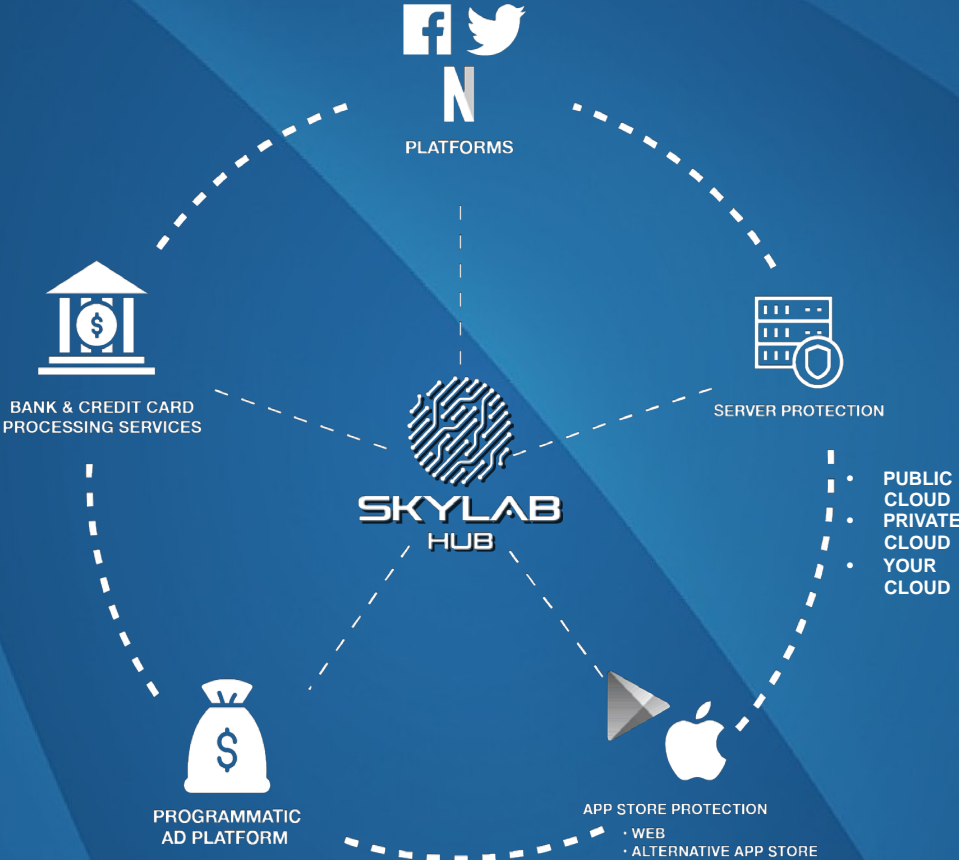 PLATFORMS
BANK & CREDIT CARD
PROCESSING SERVICES
SERVER PROTECTION
• PUBLIC
CLOUD
• PRIVATE
CLOUD
• YOUR
CLOUD
SKYLAB
HUB
PROGRAMMATIC
AD PLATFORM
APP STORE PROTECTION
· WEB
· ALTERNATIVE APP STORE